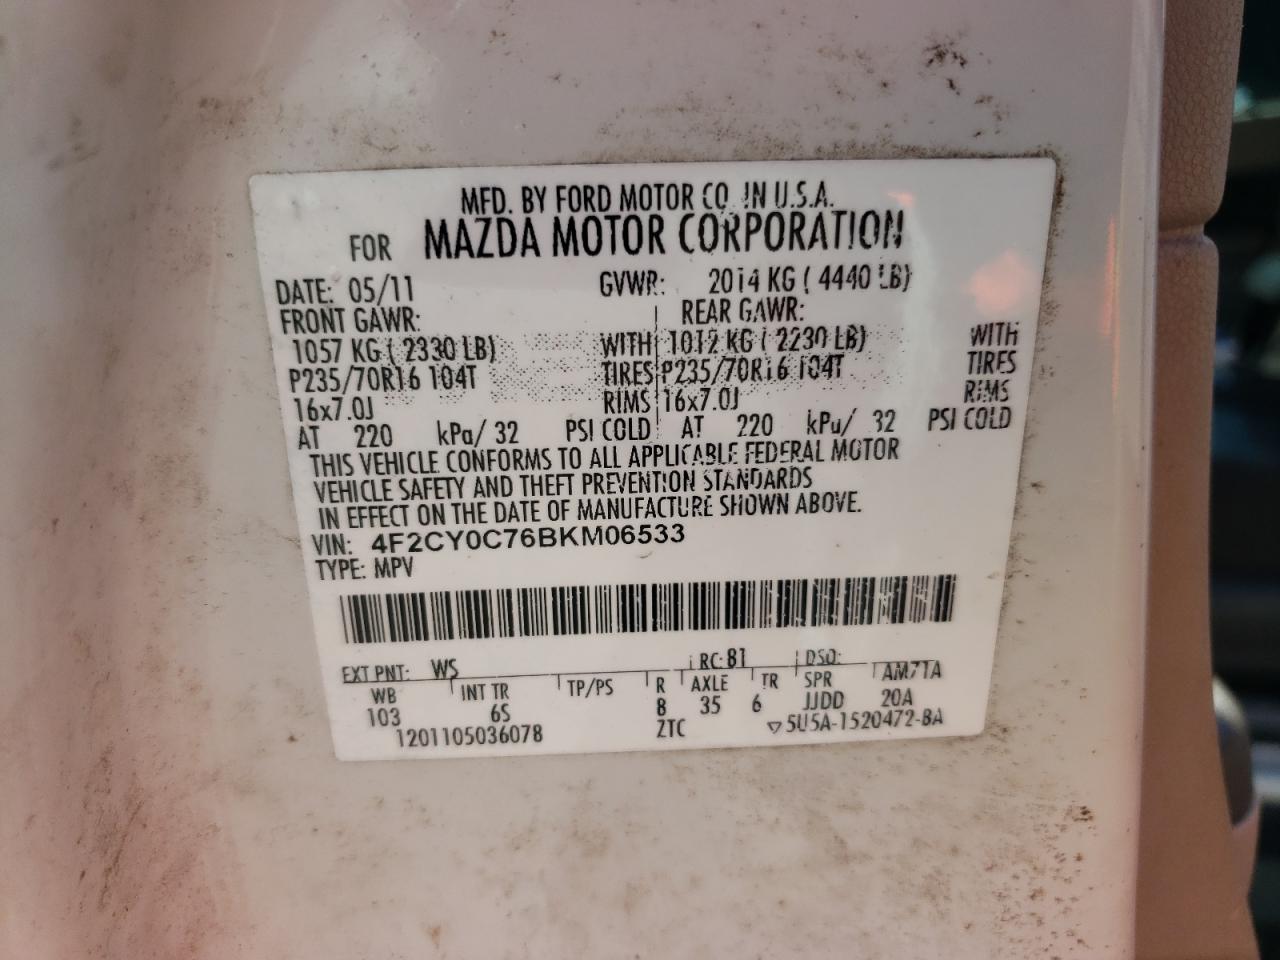 MFD. BY FORD MOTOR CO. IN U.S.A.
FOR MAZDA MOTOR CORPORATION
DATE: 05/11 GVWR: 2014 KG ( 4440 LB)
FRONT GAWR: REAR GAWR:
1057 KG ( 2330 LB) WITH 1012 KG ( 2230 LB) WITH
P235/70R16 104T TIRES P235/70R16 104T TIRES
16x7.0J RIMS 16x7.0J RIMS
AT 220 kPa/ 32 PSI COLD AT 220 kPa/ 32 PSI COLD
THIS VEHICLE CONFORMS TO ALL APPLICABLE FEDERAL MOTOR
VEHICLE SAFETY AND THEFT PREVENTION STANDARDS
IN EFFECT ON THE DATE OF MANUFACTURE SHOWN ABOVE.
VIN: 4F2CY0C76BKM06533
TYPE: MPV
EXT PNT: WS RC: 81 DSO:
WB INT TR TP/PS R AXLE TR SPR AM71A
103 6S 8 35 6 JJDD 20A
1201105036078 ZTC ▽5U5A-1520472-BA